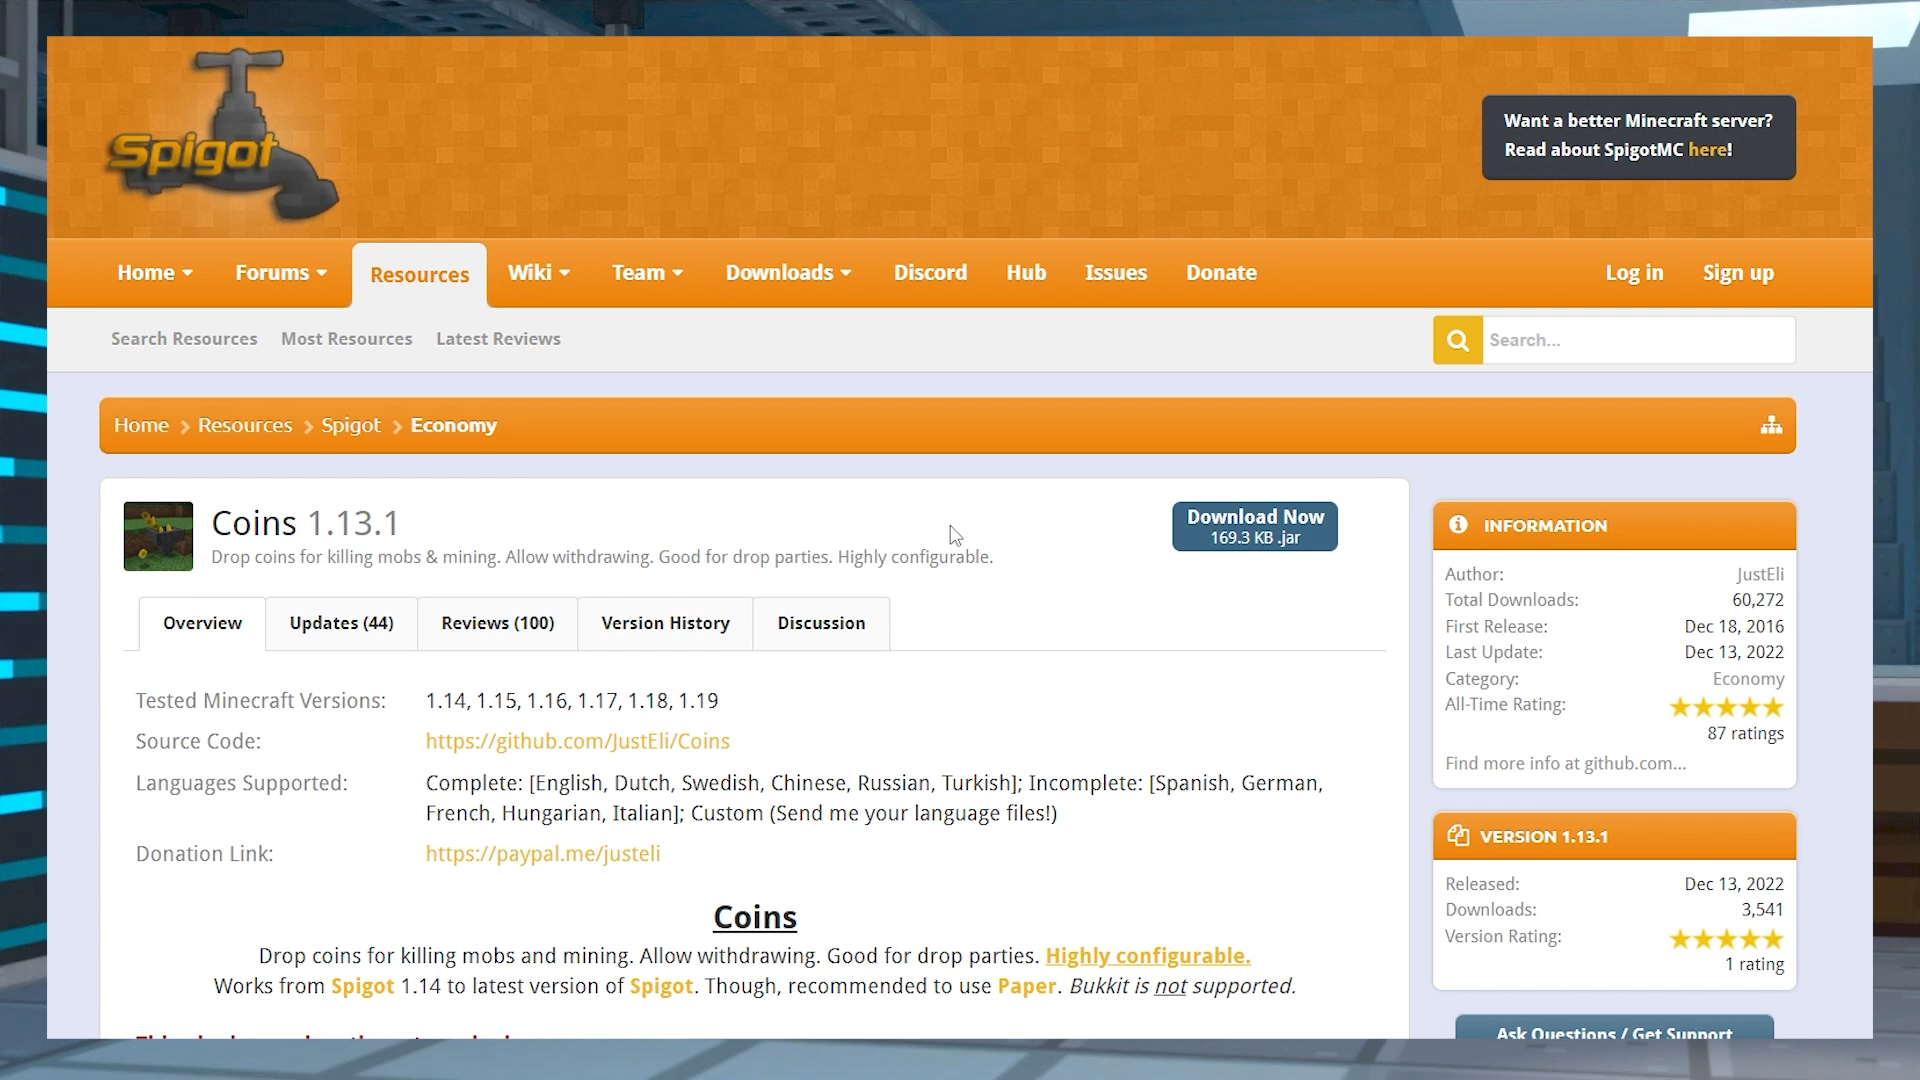 Spigot
Want a better Minecraft server?
Read about SpigotMC here!
Home Forums Resources Wiki Team Downloads Discord Hub Issues Donate Log in Sign up
Search Resources Most Resources Latest Reviews Search...
Home Resources Spigot Economy
Coins 1.13.1
Drop coins for killing mobs & mining. Allow withdrawing. Good for drop parties. Highly configurable.
Download Now
169.3 KB .jar
Overview Updates (44) Reviews (100) Version History Discussion
Tested Minecraft Versions: 1.14, 1.15, 1.16, 1.17, 1.18, 1.19
Source Code: https://github.com/JustEli/Coins
Languages Supported: Complete: [English, Dutch, Swedish, Chinese, Russian, Turkish]; Incomplete: [Spanish, German,
French, Hungarian, Italian]; Custom (Send me your language files!)
Donation Link: https://paypal.me/justeli
Coins
Drop coins for killing mobs and mining. Allow withdrawing. Good for drop parties. Highly configurable.
Works from Spigot 1.14 to latest version of Spigot. Though, recommended to use Paper. Bukkit is not supported.
INFORMATION
Author: JustEli
Total Downloads: 60,272
First Release: Dec 18, 2016
Last Update: Dec 13, 2022
Category: Economy
All-Time Rating:
87 ratings
Find more info at github.com...
VERSION 1.13.1
Released: Dec 13, 2022
Downloads: 3,541
Version Rating:
1 rating
Ask Questions / Get Support